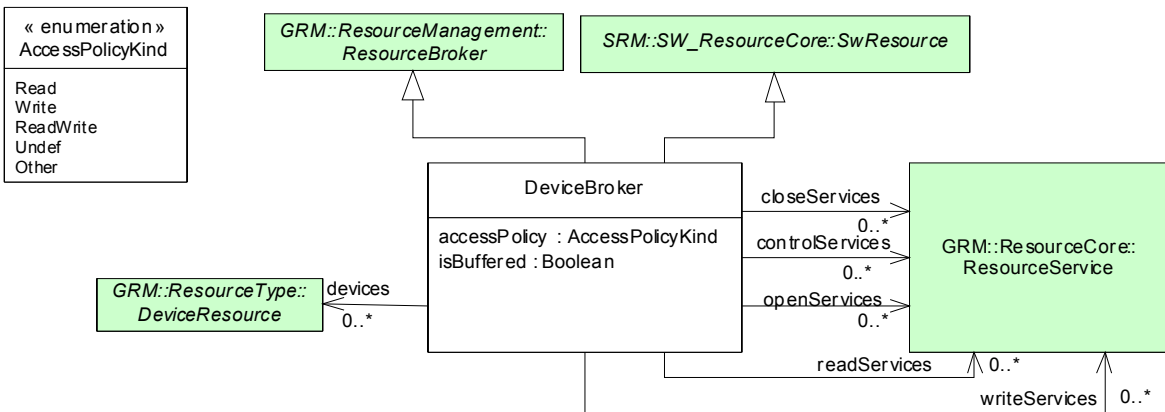 « enumeration »
AccessPolicyKind
Read
Write
ReadWrite
Undef
Other
GRM::ResourceManagement::
ResourceBroker
SRM::SW_ResourceCore::SwResource
DeviceBroker
accessPolicy : AccessPolicyKind
isBuffered : Boolean
closeServices
0..*
controlServices
0..*
openServices
0..*
GRM::ResourceCore::
ResourceService
GRM::ResourceType::
DeviceResource
devices
0..*
readServices
0..*
writeServices
0..*